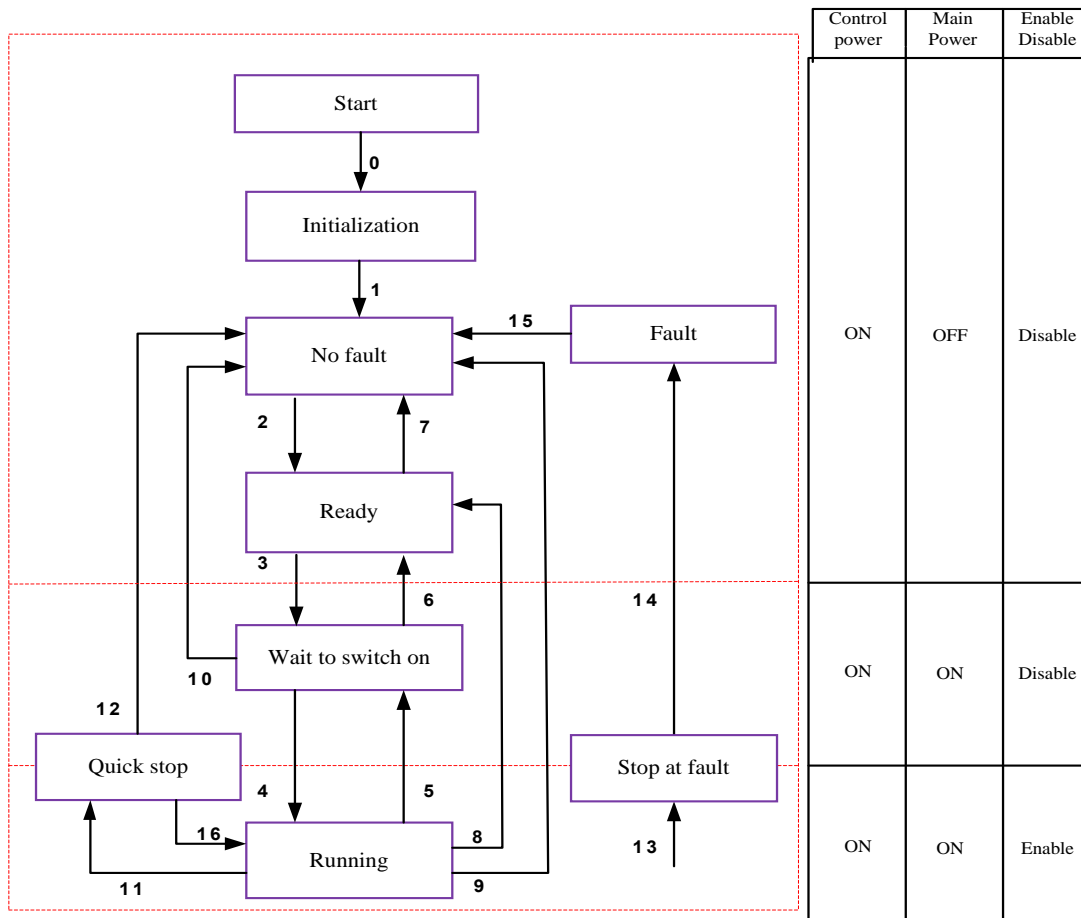 Control power
Main Power
Enable Disable
Start
0
Initialization
1
No fault
15
Fault
ON
OFF
Disable
2
7
Ready
3
6
14
Wait to switch on
10
ON
ON
Disable
12
Quick stop
Stop at fault
4
5
16
8
13
Running
11
9
ON
ON
Enable